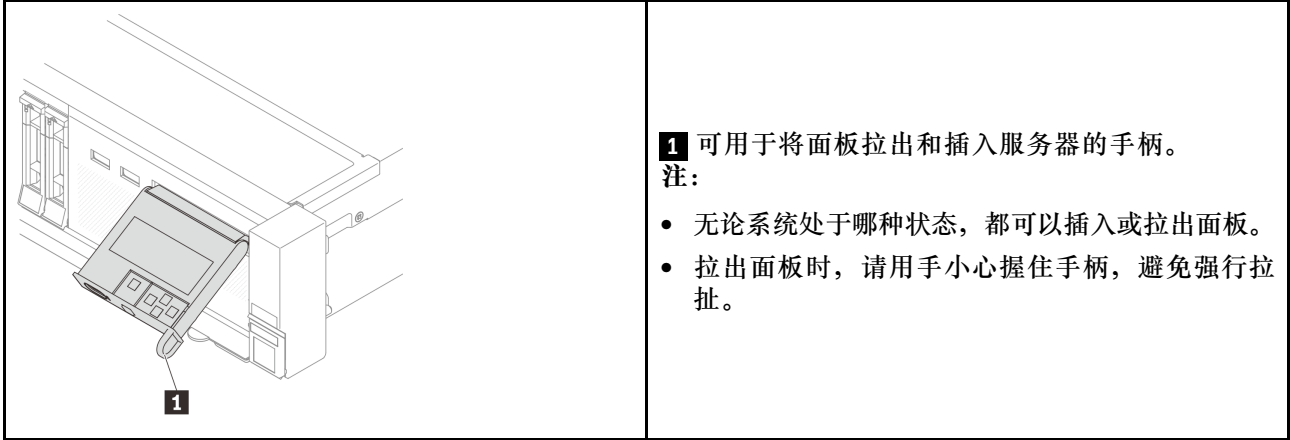 1
1 可用于将面板拉出和插入服务器的手柄。
注：
• 无论系统处于哪种状态，都可以插入或拉出面板。
• 拉出面板时，请用手小心握住手柄，避免强行拉
扯。